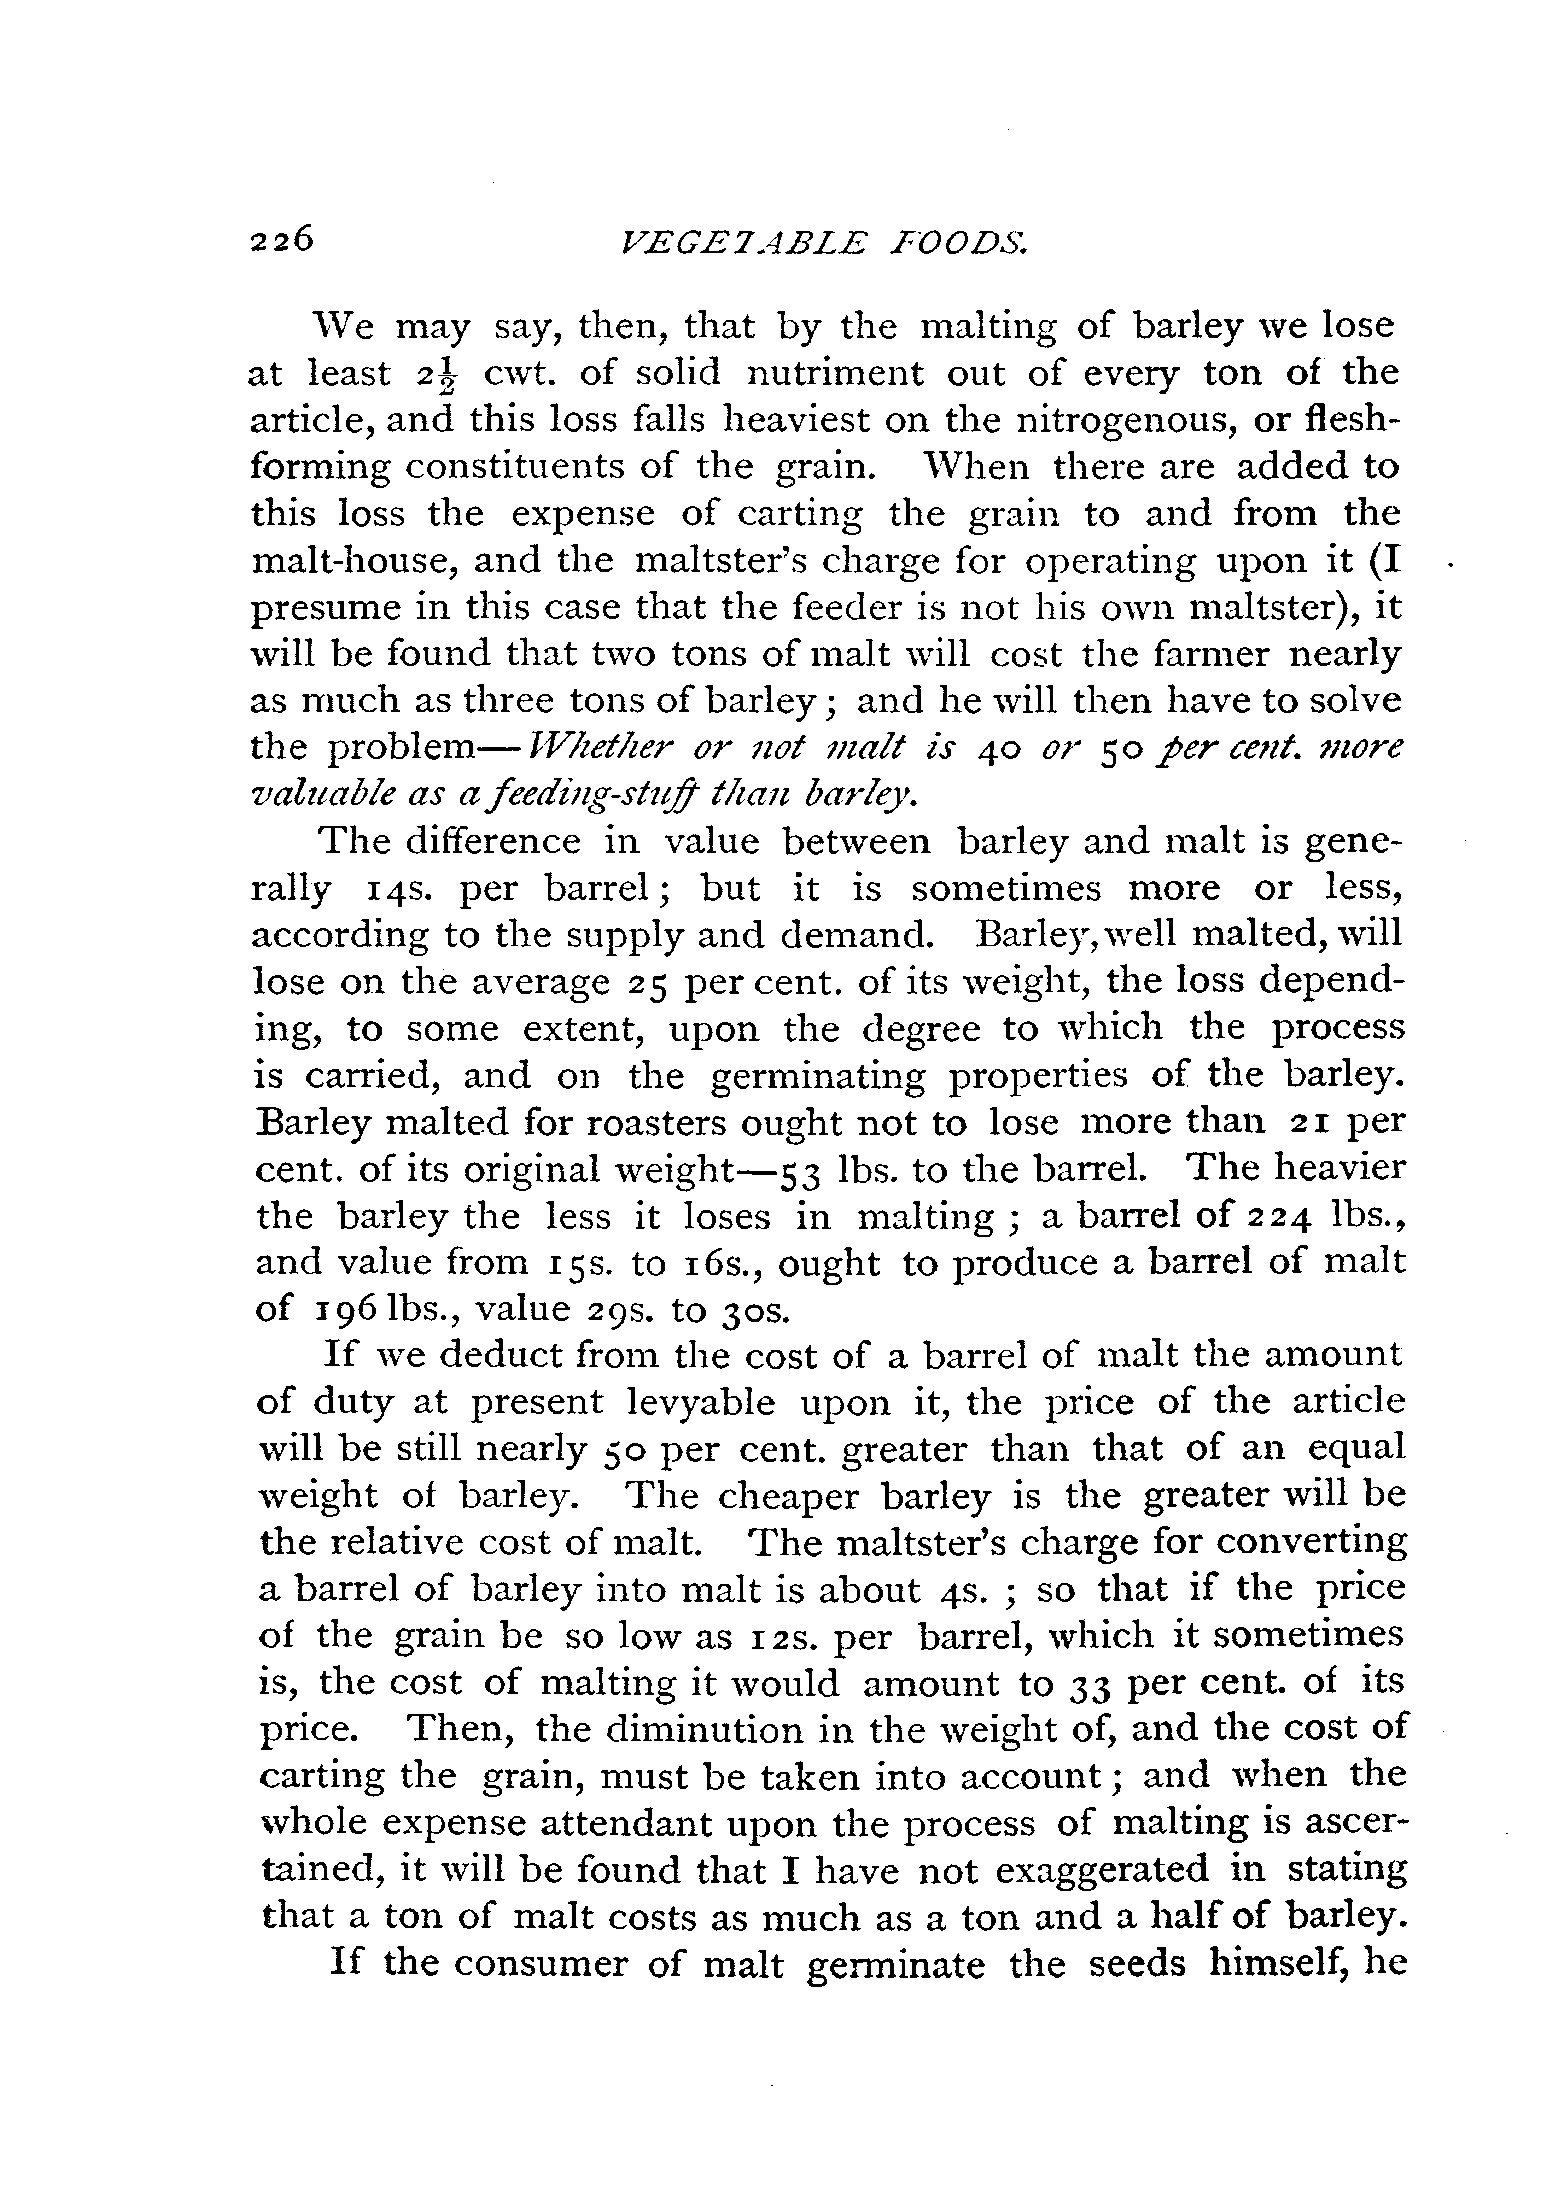 226 VEGETABLE FOODS.
We may say, then, that by the malting of barley we lose
at least 2½ cwt. of solid nutriment out of every ton of the
article, and this loss falls heaviest on the nitrogenous, or flesh-
forming constituents of the grain. When there are added to
this loss the expense of carting the grain to and from the
malt-house, and the maltster's charge for operating upon it (I
presume in this case that the feeder is not his own maltster), it
will be found that two tons of malt will cost the farmer nearly
as much as three tons of barley; and he will then have to solve
the problem—Whether or not malt is 40 or 50 per cent. more
valuable as a feeding-stuff than barley.
The difference in value between barley and malt is gene-
rally 14s. per barrel; but it is sometimes more or less,
according to the supply and demand. Barley, well malted, will
lose on the average 25 per cent. of its weight, the loss depend-
ing, to some extent, upon the degree to which the process
is carried, and on the germinating properties of the barley.
Barley malted for roasters ought not to lose more than 21 per
cent. of its original weight—53 lbs. to the barrel. The heavier
the barley the less it loses in malting; a barrel of 224 lbs.,
and value from 15s. to 16s., ought to produce a barrel of malt
of 196 lbs., value 29s. to 30s.
If we deduct from the cost of a barrel of malt the amount
of duty at present levyable upon it, the price of the article
will be still nearly 50 per cent. greater than that of an equal
weight of barley. The cheaper barley is the greater will be
the relative cost of malt. The maltster's charge for converting
a barrel of barley into malt is about 4s.; so that if the price
of the grain be so low as 12s. per barrel, which it sometimes
is, the cost of malting it would amount to 33 per cent. of its
price. Then, the diminution in the weight of, and the cost of
carting the grain, must be taken into account; and when the
whole expense attendant upon the process of malting is ascer-
tained, it will be found that I have not exaggerated in stating
that a ton of malt costs as much as a ton and a half of barley.
If the consumer of malt germinate the seeds himself, he